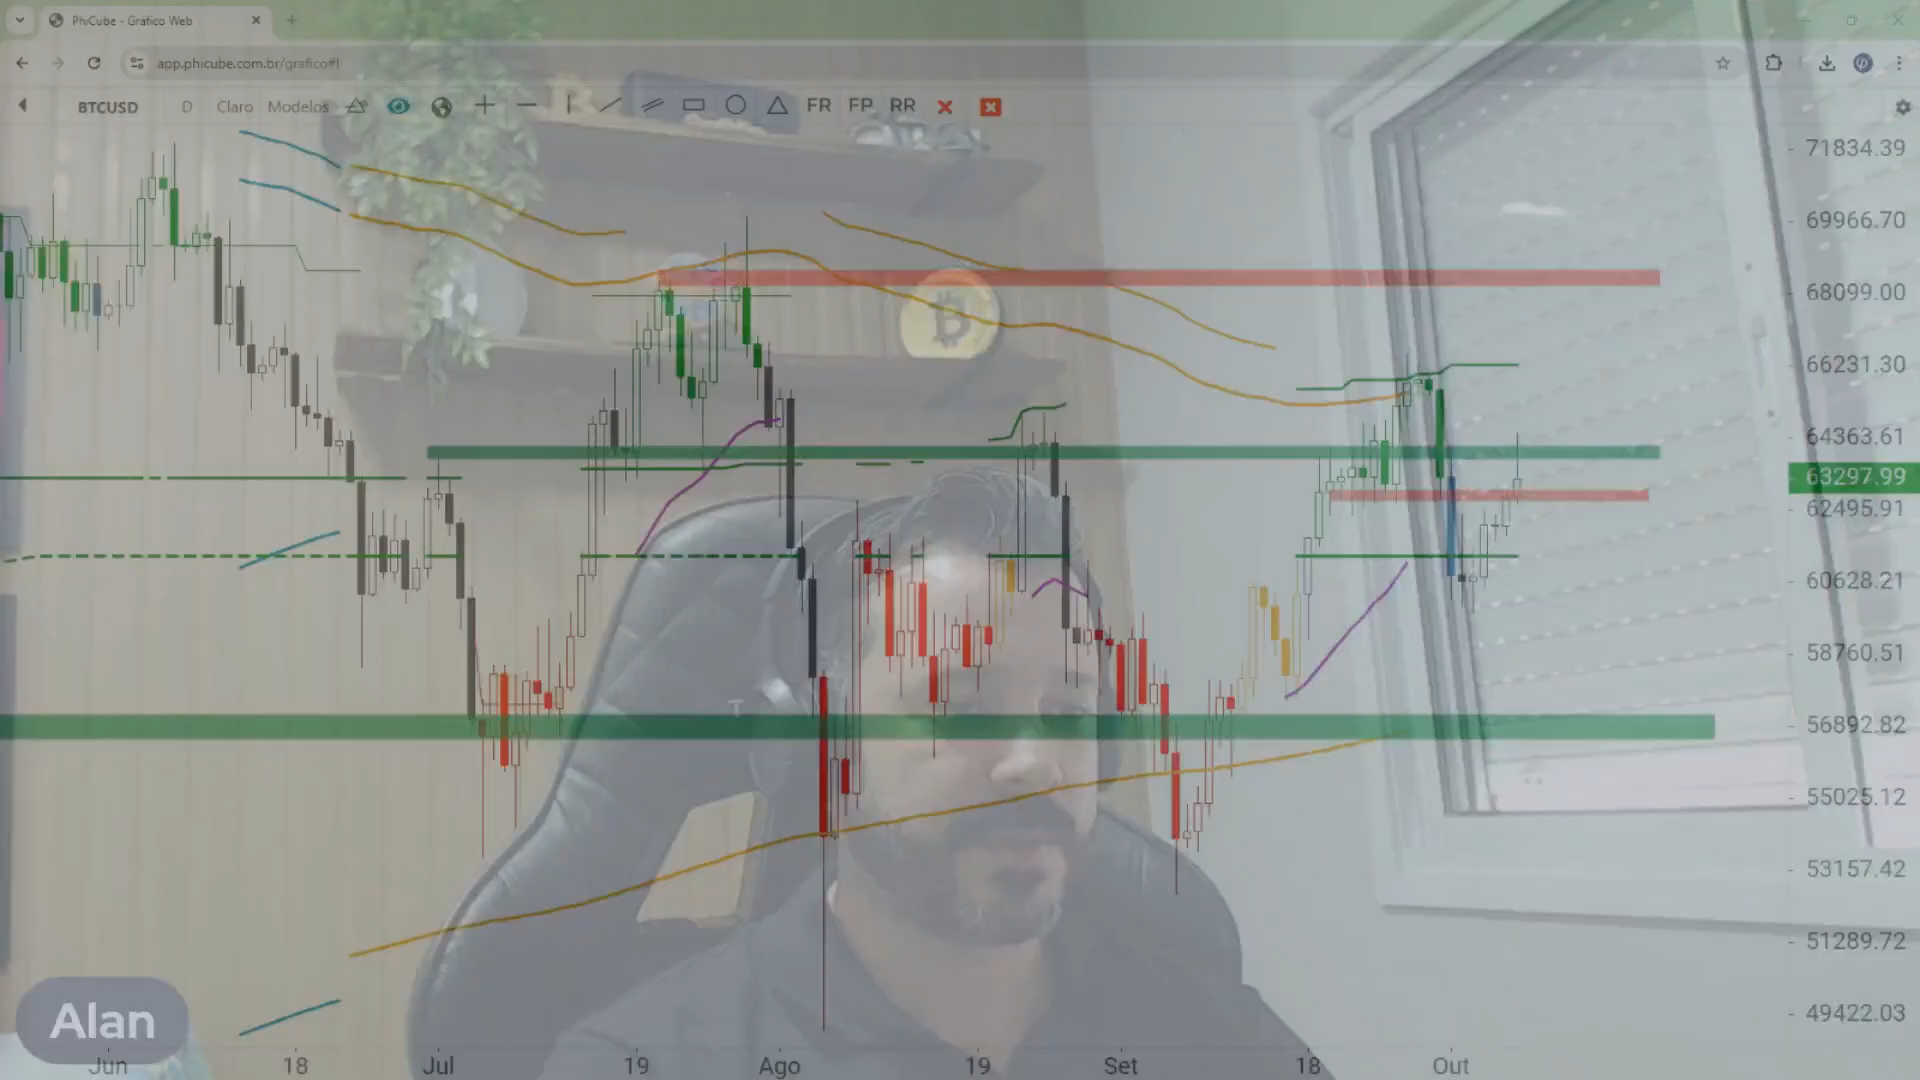 PhiCube - Gráfico Web
app.phicube.com.br/grafico#!
BTCUSD D Claro Modelos FR FP RR
71834.39
69966.70
68099.00
66231.30
64363.61
63297.99
62495.91
60628.21
58760.51
56892.82
55025.12
53157.42
51289.72
49422.03
Alan
Jun 18 Jul 19 Ago 19 Set 18 Out